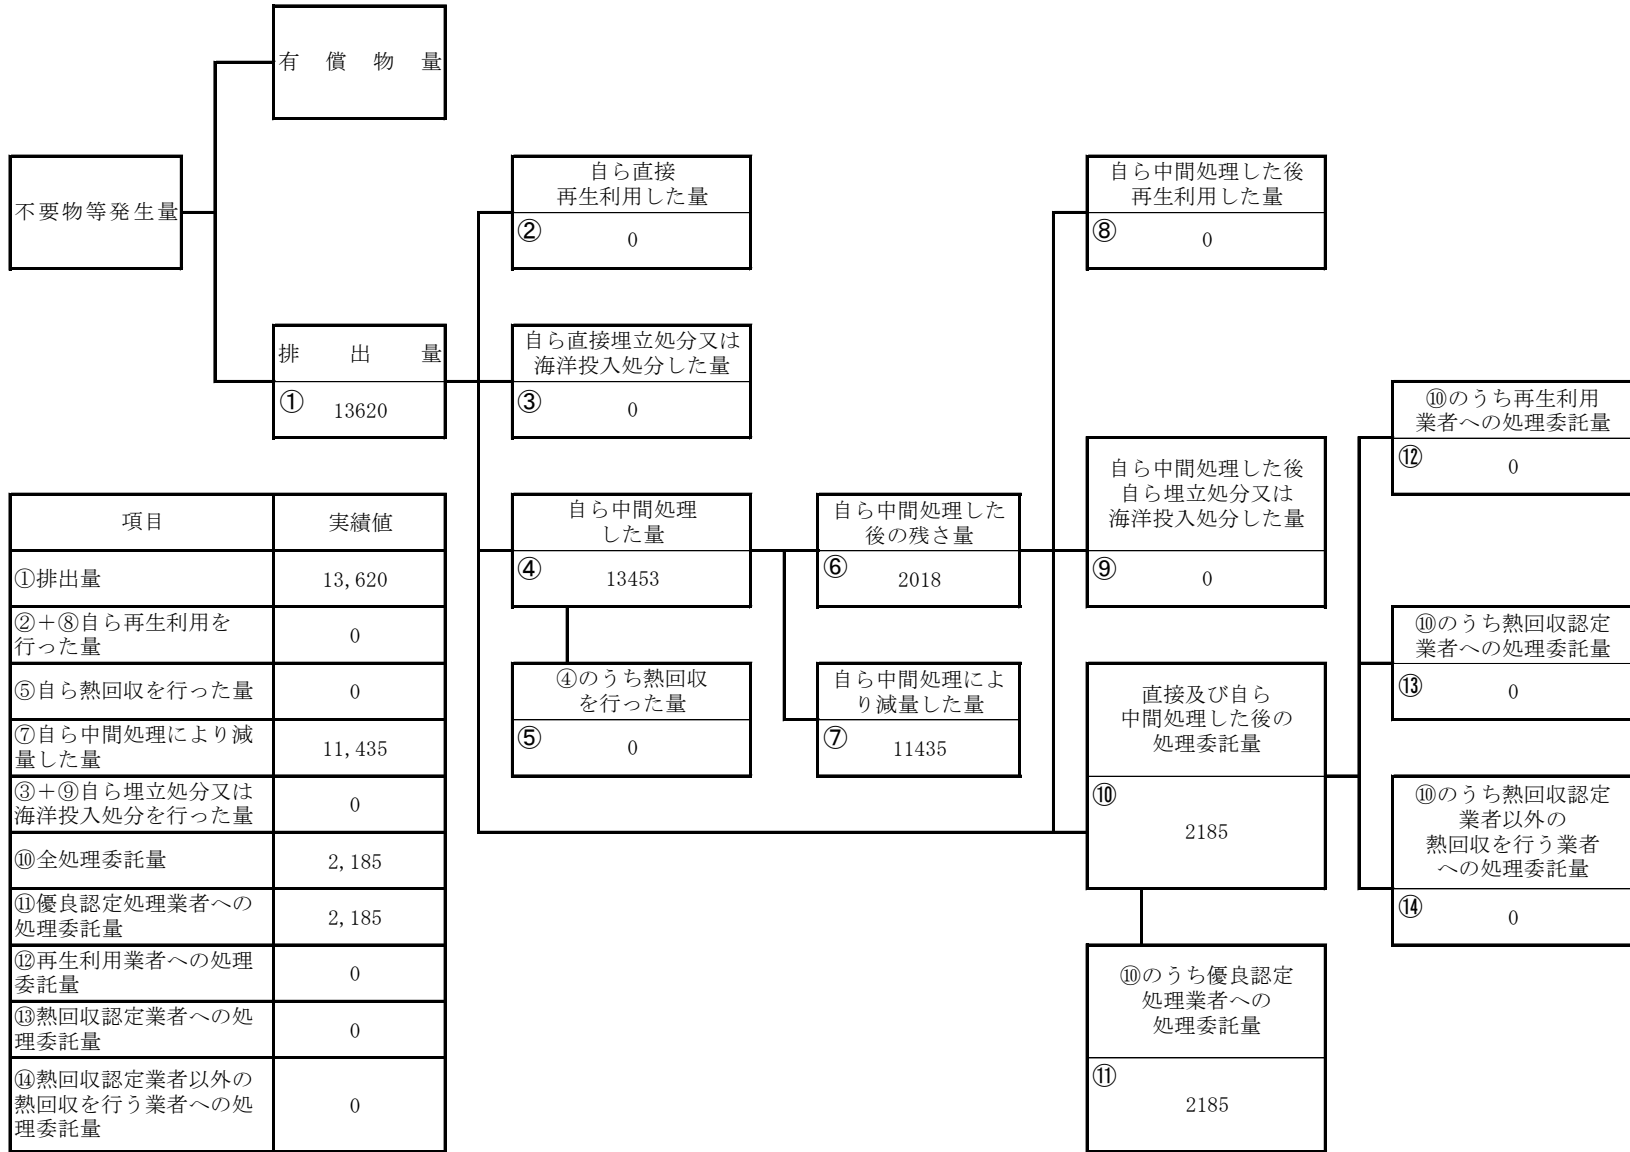 有償物量
不要物等発生量
自ら直接
再生利用した量
② 0
自ら中間処理した後
再生利用した量
⑧ 0
排出量
① 13620
自ら直接埋立処分又は
海洋投入処分した量
③ 0
⑩のうち再生利用
業者への処理委託量
⑫ 0
自ら中間処理
した量
④ 13453
自ら中間処理した
後の残さ量
⑥ 2018
自ら中間処理した後
自ら埋立処分又は
海洋投入処分した量
⑨ 0
④のうち熱回収
を行った量
⑤ 0
自ら中間処理によ
り減量した量
⑦ 11435
直接及び自ら
中間処理した後の
処理委託量
⑩ 2185
⑩のうち熱回収認定
業者への処理委託量
⑬ 0
⑩のうち熱回収認定
業者以外の
熱回収を行う業者
への処理委託量
⑭ 0
⑩のうち優良認定
処理業者への
処理委託量
⑪ 2185
項目 実績値
①排出量 13,620
②＋⑧自ら再生利用を
行った量 0
⑤自ら熱回収を行った量 0
⑦自ら中間処理により減
量した量 11,435
③＋⑨自ら埋立処分又は
海洋投入処分を行った量 0
⑩全処理委託量 2,185
⑪優良認定処理業者への
処理委託量 2,185
⑫再生利用業者への処理
委託量 0
⑬熱回収認定業者への処
理委託量 0
⑭熱回収認定業者以外の
熱回収を行う業者への処
理委託量 0